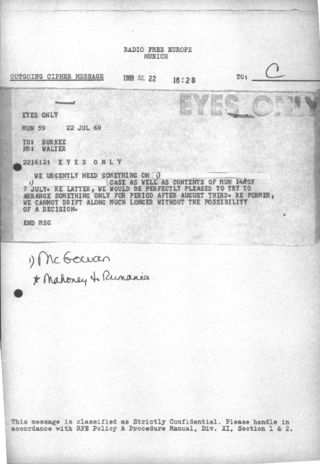 RADIO FREE EUROPE
MUNICH
OUTGOING CIPHER MESSAGE 1969 JUL 22 16:28 TO: C
EYES ONLY
EYES ONLY
MUN 39 22 JUL 69
TO: DURKEE
FM: WALTER
221612: E Y E S O N L Y
WE URGENTLY NEED SOMETHING ON 1)
1) CASE AS WELL AS CONTENTS OF MUN 14 OF
7 JULY. RE LATTER, WE WOULD BE PERFECTLY PLEASED TO TRY TO
ARRANGE SOMETHING ONLY FOR PERIOD AFTER AUGUST THIRD. RE FORMER,
WE CANNOT DRIFT ALONG MUCH LONGER WITHOUT THE POSSIBILITY
OF A DECISION.
END MSG
1) McGowan
* Mahoney to Rumania
This message is classified as Strictly Confidential. Please handle in
accordance with RFE Policy & Procedure Manual, Div. XI, Section 1 & 2.